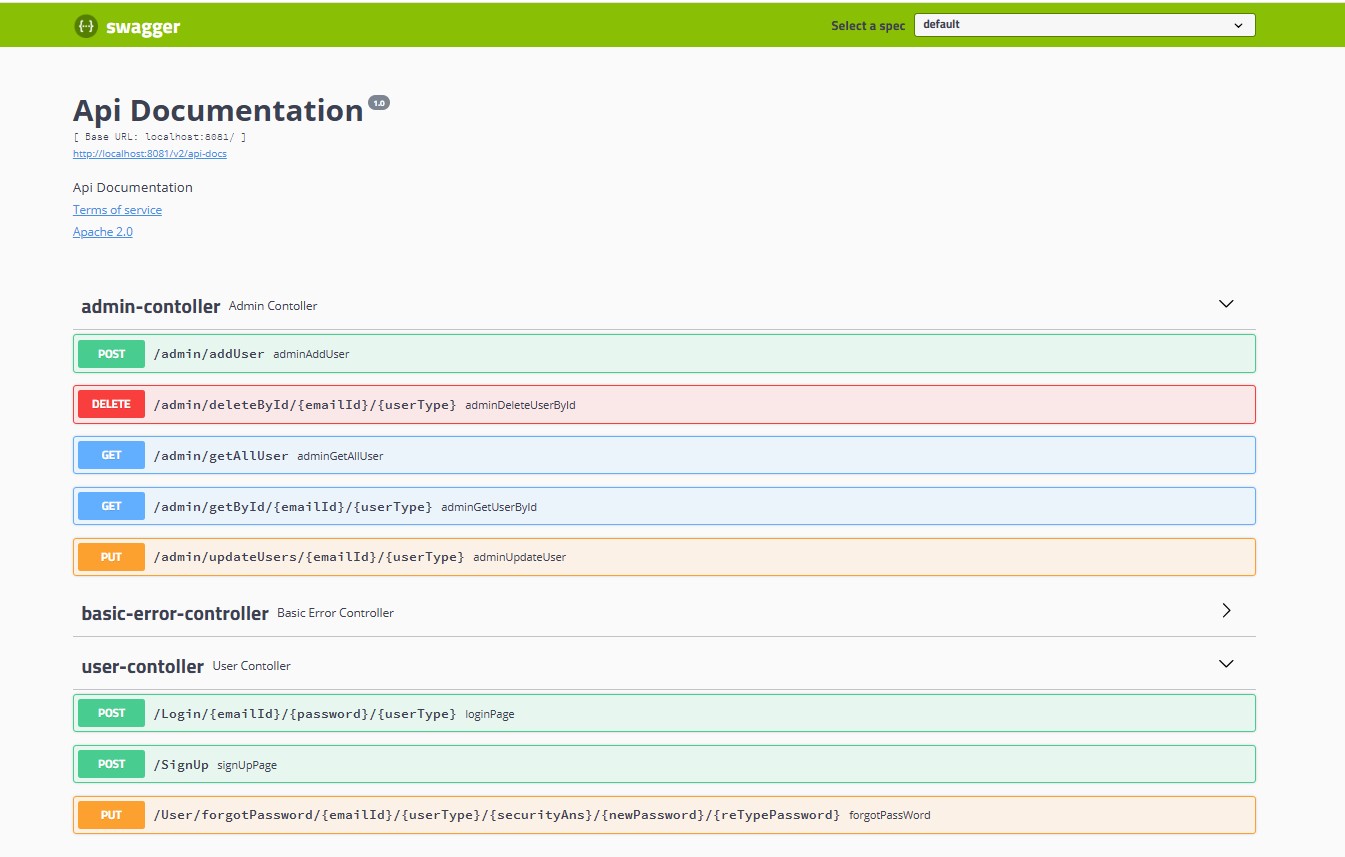 swagger
Select a spec default
Api Documentation 1.0
[ Base URL: localhost:8081/ ]
http://localhost:8081/v2/api-docs
Api Documentation
Terms of service
Apache 2.0
admin-contoller Admin Contoller
POST /admin/addUser adminAddUser
DELETE /admin/deleteById/{emailId}/{userType} adminDeleteUserById
GET /admin/getAllUser adminGetAllUser
GET /admin/getById/{emailId}/{userType} adminGetUserById
PUT /admin/updateUsers/{emailId}/{userType} adminUpdateUser
basic-error-controller Basic Error Controller
user-contoller User Contoller
POST /Login/{emailId}/{password}/{userType} loginPage
POST /SignUp signUpPage
PUT /User/forgotPassword/{emailId}/{userType}/{securityAns}/{newPassword}/{reTypePassword} forgotPassWord